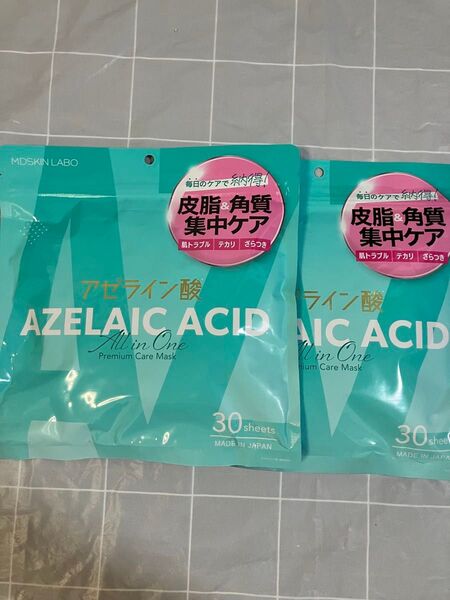 MDSKIN LABO
毎日のケアで納得!
皮脂&角質
集中ケア
肌トラブル テカリ ざらつき
アゼライン酸
AZELAIC ACID
All in One
Premium Care Mask
30 sheets
MADE IN JAPAN
毎日のケアで納得!
皮脂&角質
集中ケア
肌トラブル テカリ ざらつき
ライン酸
LAIC ACID
in One
Care Mask
30 sheets
MADE IN JAPAN